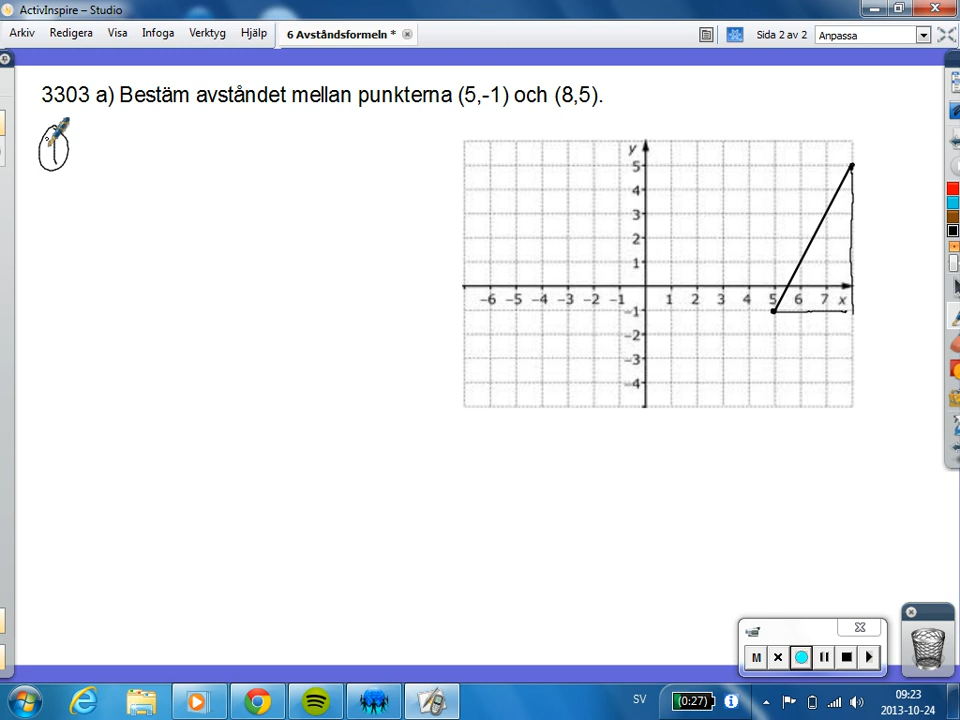 ActivInspire – Studio
Arkiv Redigera Visa Infoga Verktyg Hjälp 6 Avståndsformeln * Sida 2 av 2 Anpassa
3303 a) Bestäm avståndet mellan punkterna (5,-1) och (8,5).
1
y
5
4
3
2
1
−6 −5 −4 −3 −2 −1 1 2 3 4 5 6 7 x
−1
−2
−3
−4
M
SV (0:27) 09:23
2013-10-24